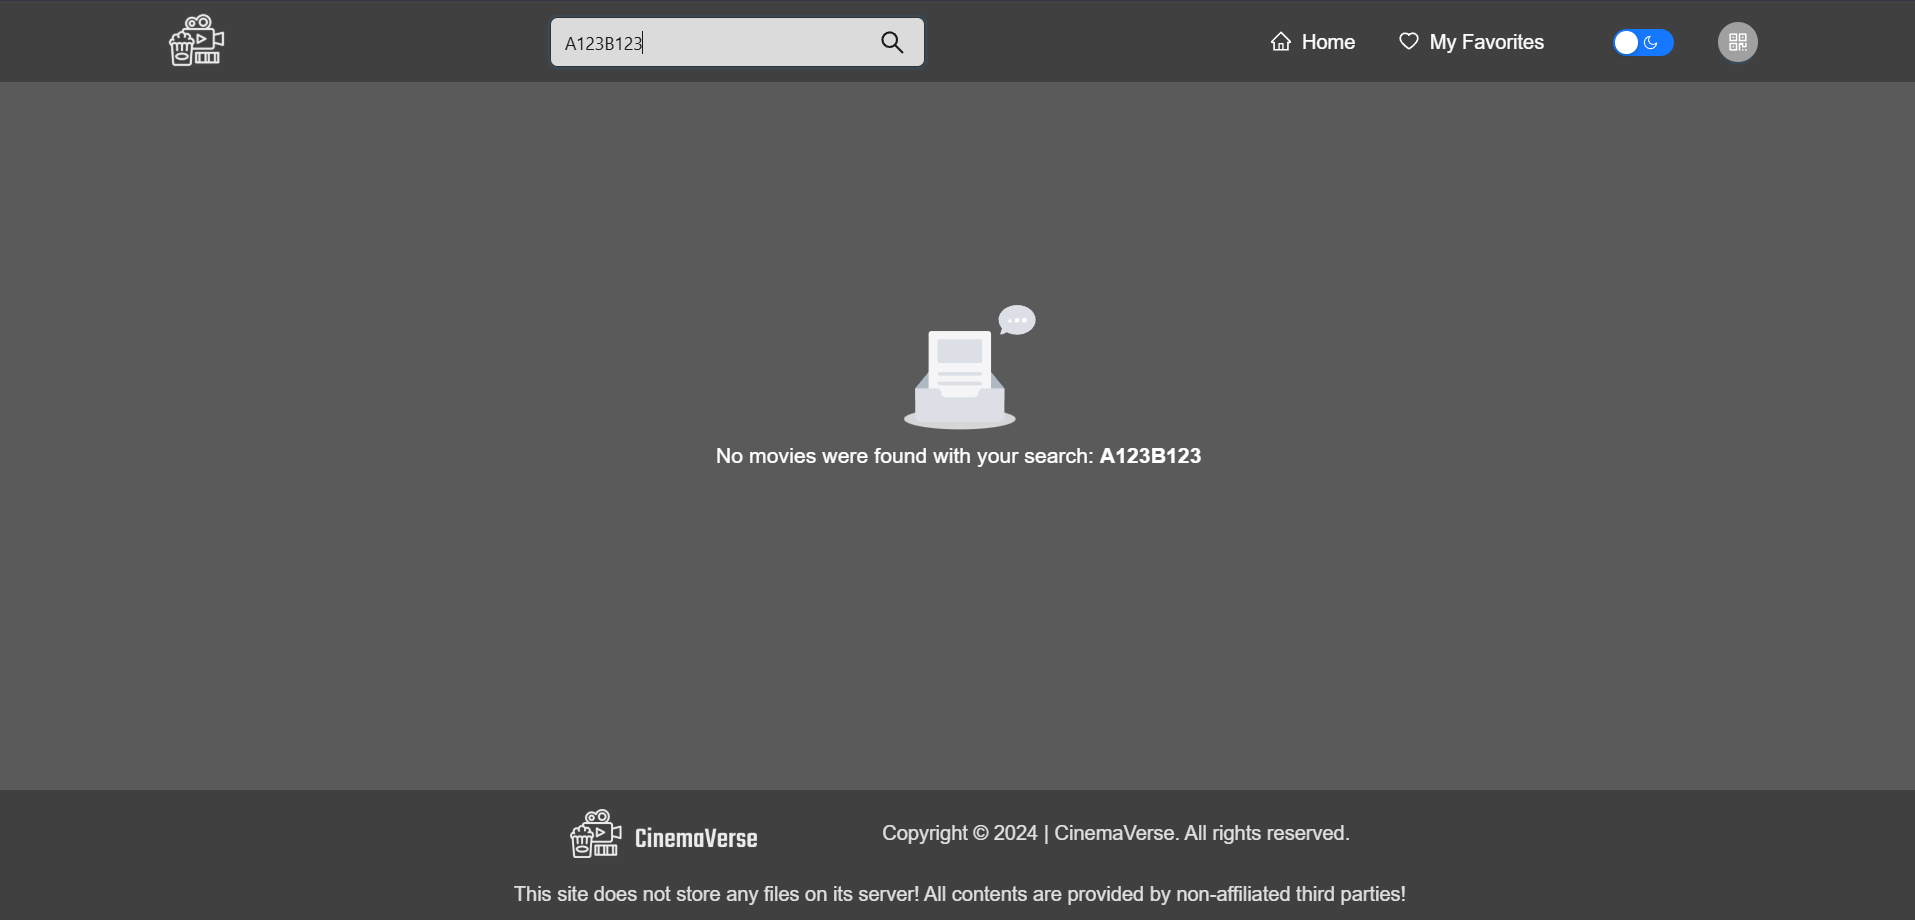 A123B123
Home
My Favorites
No movies were found with your search: A123B123
CinemaVerse
Copyright © 2024 | CinemaVerse. All rights reserved.
This site does not store any files on its server! All contents are provided by non-affiliated third parties!